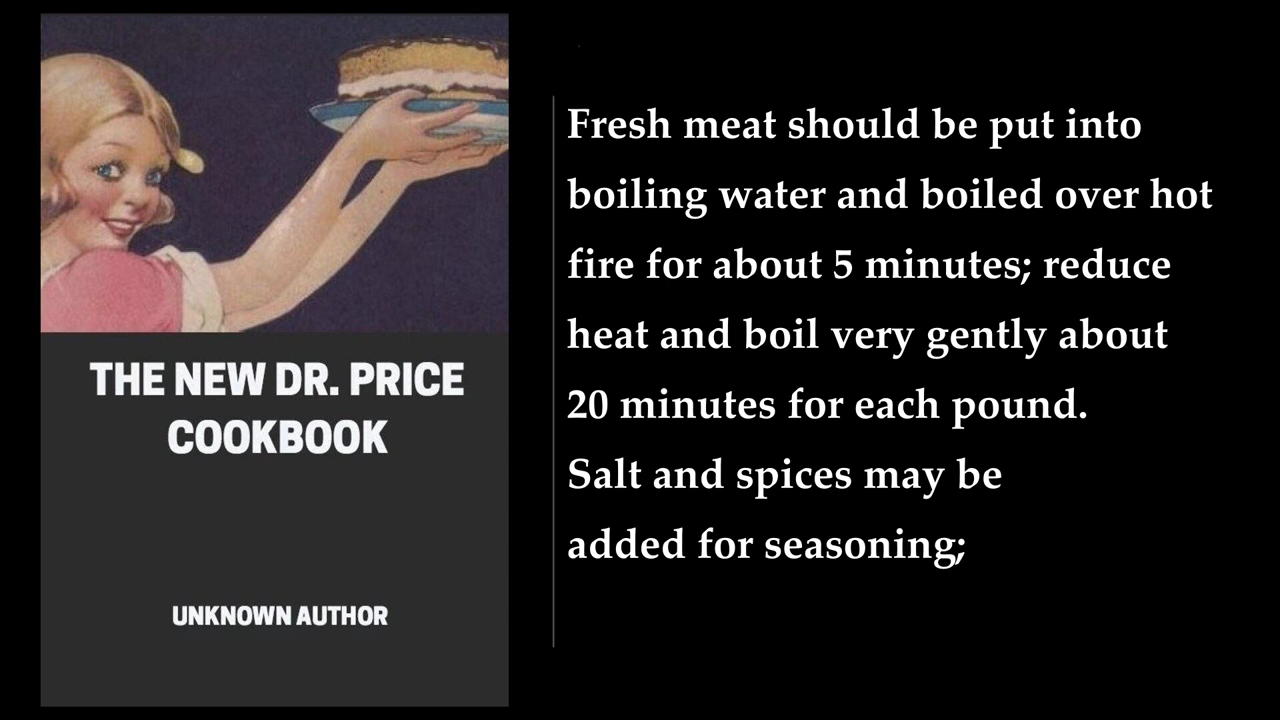 THE NEW DR. PRICE
COOKBOOK
UNKNOWN AUTHOR
Fresh meat should be put into
boiling water and boiled over hot
fire for about 5 minutes; reduce
heat and boil very gently about
20 minutes for each pound.
Salt and spices may be
added for seasoning;